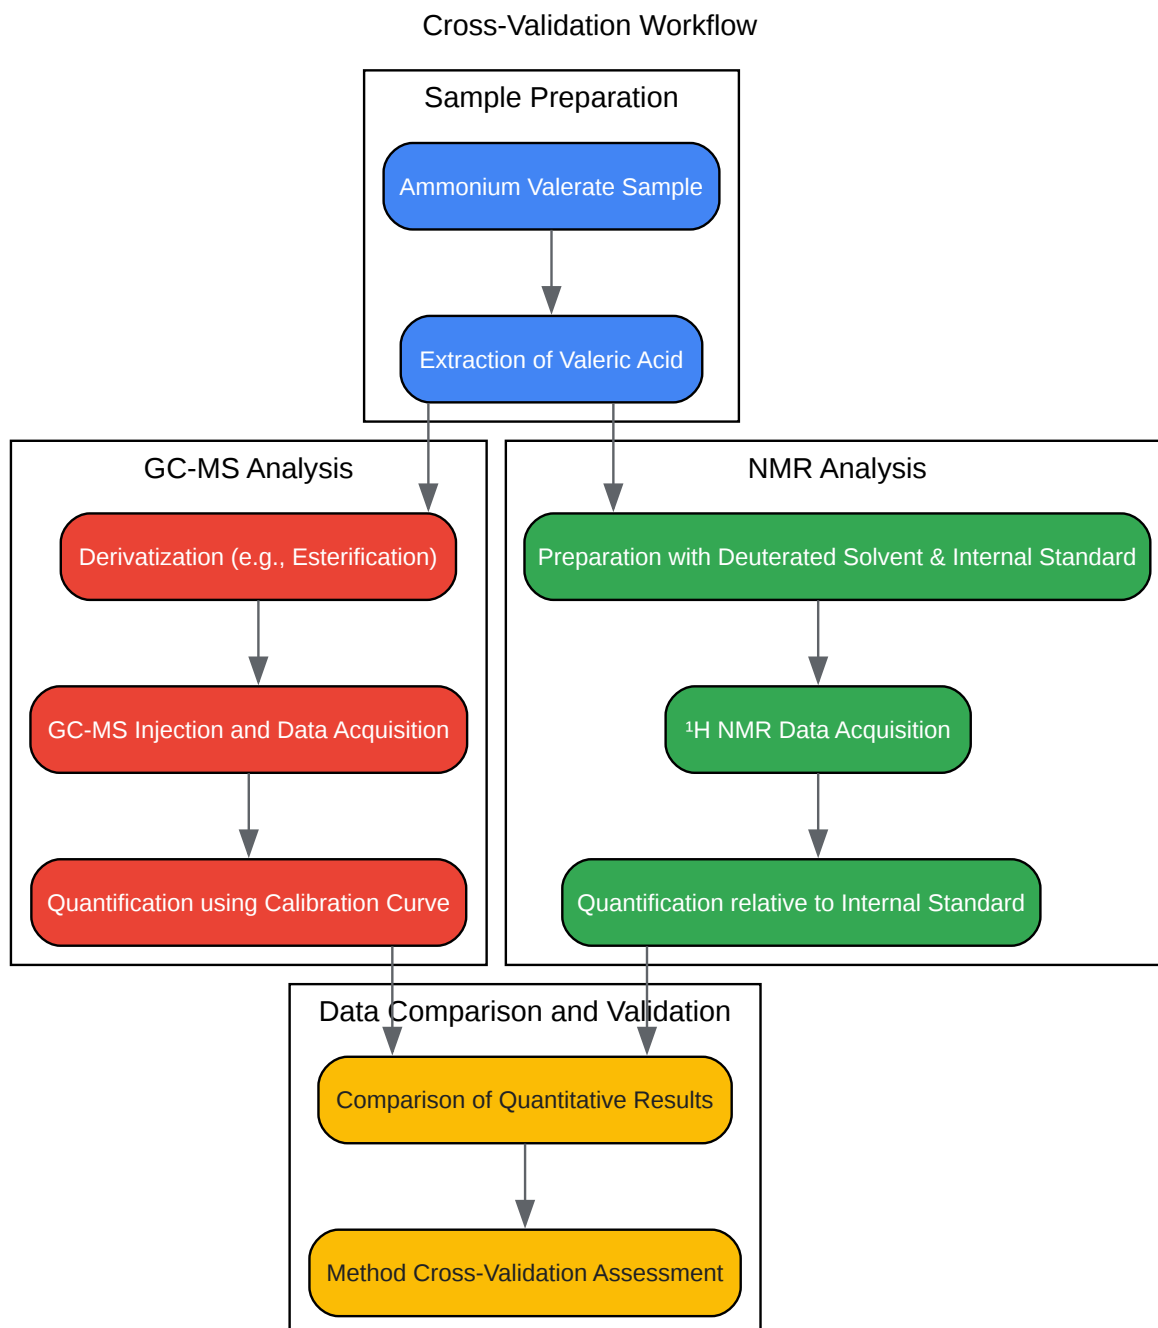 Cross-Validation Workflow
Sample Preparation
Ammonium Valerate Sample
Extraction of Valeric Acid
GC-MS Analysis
Derivatization (e.g., Esterification)
GC-MS Injection and Data Acquisition
Quantification using Calibration Curve
NMR Analysis
Preparation with Deuterated Solvent & Internal Standard
¹H NMR Data Acquisition
Quantification relative to Internal Standard
Data Comparison and Validation
Comparison of Quantitative Results
Method Cross-Validation Assessment